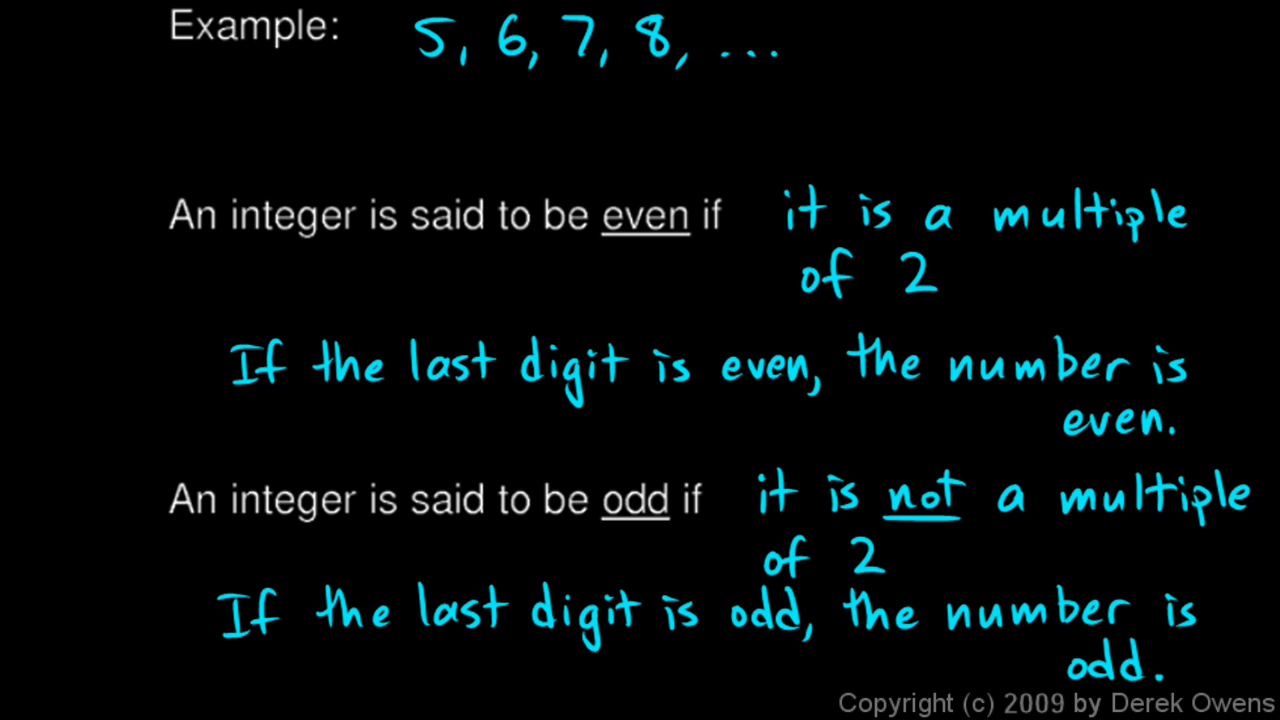 Example: 5, 6, 7, 8, ...
An integer is said to be even if it is a multiple
of 2
If the last digit is even, the number is
even.
An integer is said to be odd if it is not a multiple
of 2
If the last digit is odd, the number is
odd.
Copyright (c) 2009 by Derek Owens